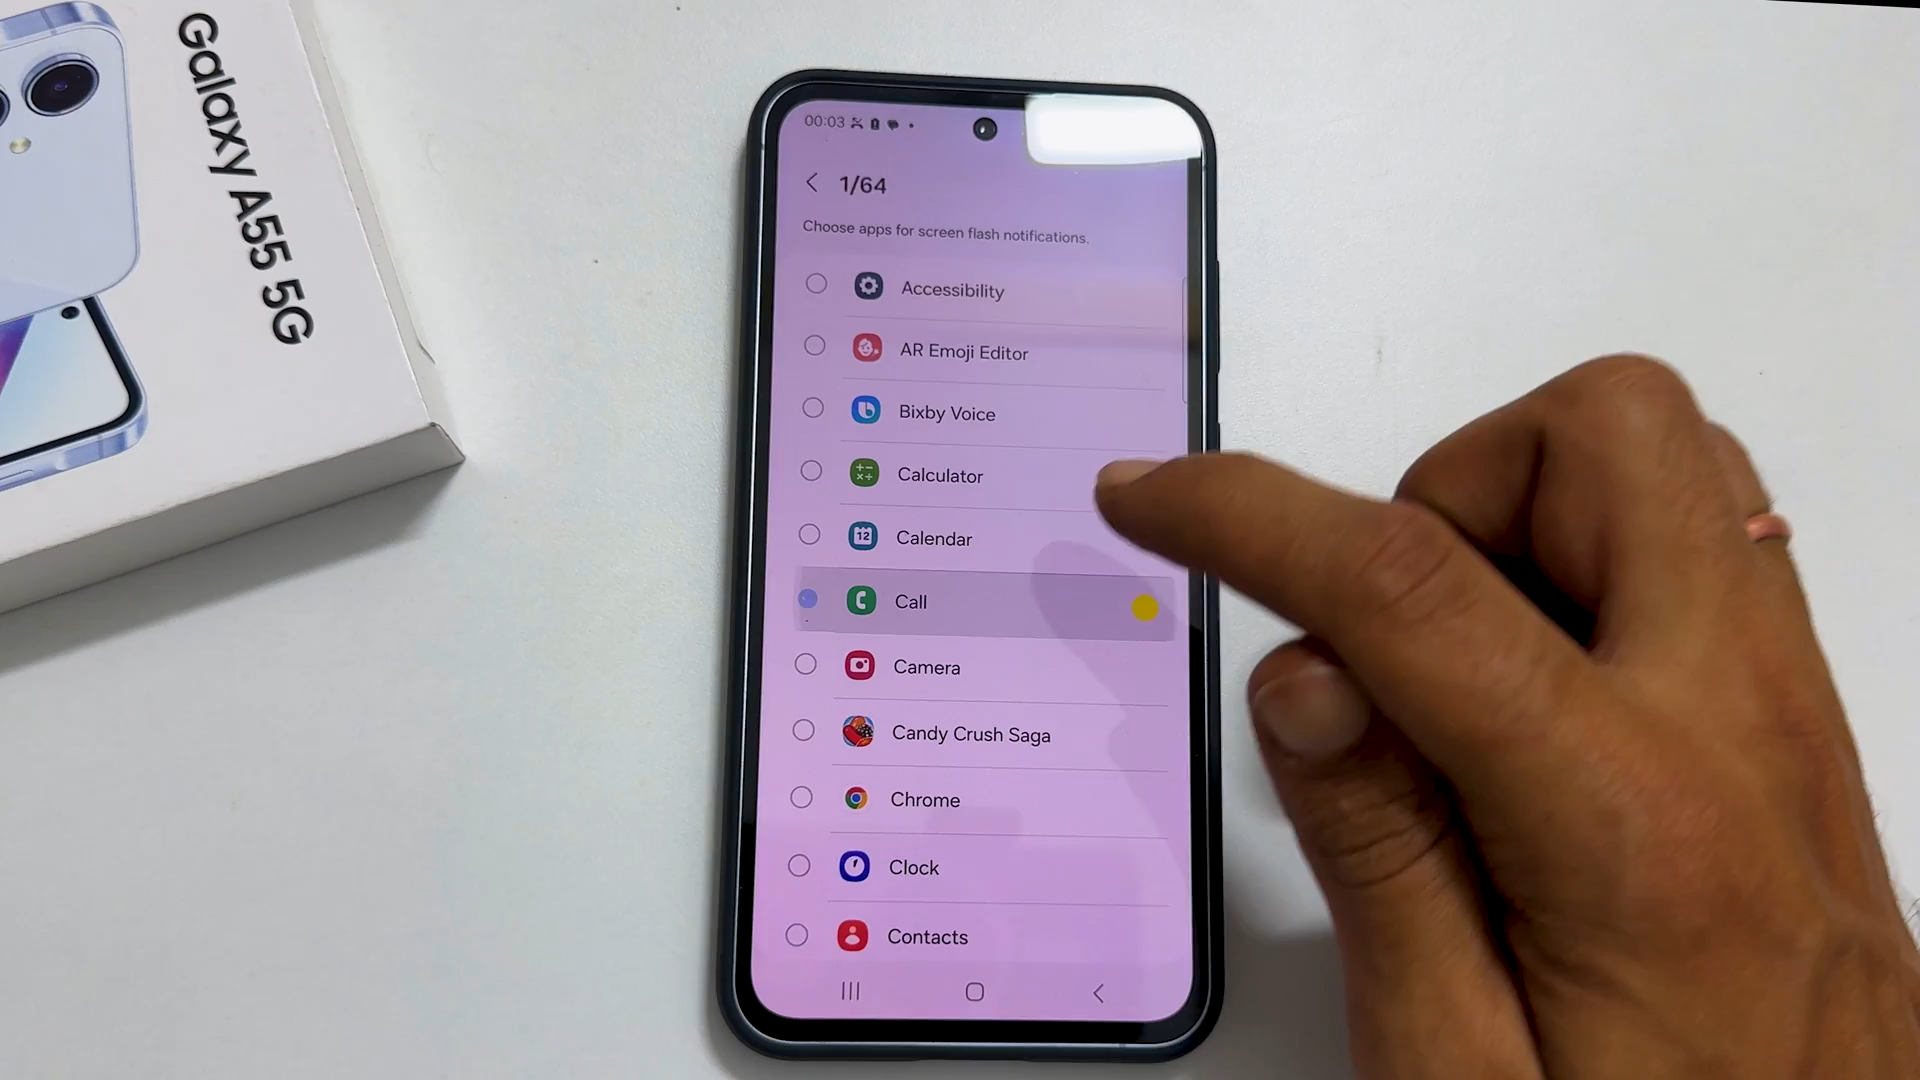 Galaxy A55 5G
00:03
1/64
Choose apps for screen flash notifications.
Accessibility
AR Emoji Editor
Bixby Voice
Calculator
12
Calendar
Call
Camera
Candy Crush Saga
Chrome
Clock
Contacts